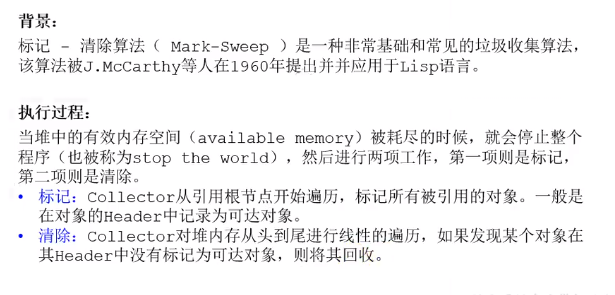 背景:
标记 - 清除算法（ Mark-Sweep ）是一种非常基础和常见的垃圾收集算法，
该算法被J.McCarthy等人在1960年提出并并应用于Lisp语言。
执行过程:
当堆中的有效内存空间（available memory）被耗尽的时候，就会停止整个
程序（也被称为stop the world），然后进行两项工作，第一项则是标记，
第二项则是清除。
• 标记：Collector从引用根节点开始遍历，标记所有被引用的对象。一般是
在对象的Header中记录为可达对象。
• 清除：Collector对堆内存从头到尾进行线性的遍历，如果发现某个对象在
其Header中没有标记为可达对象，则将其回收。